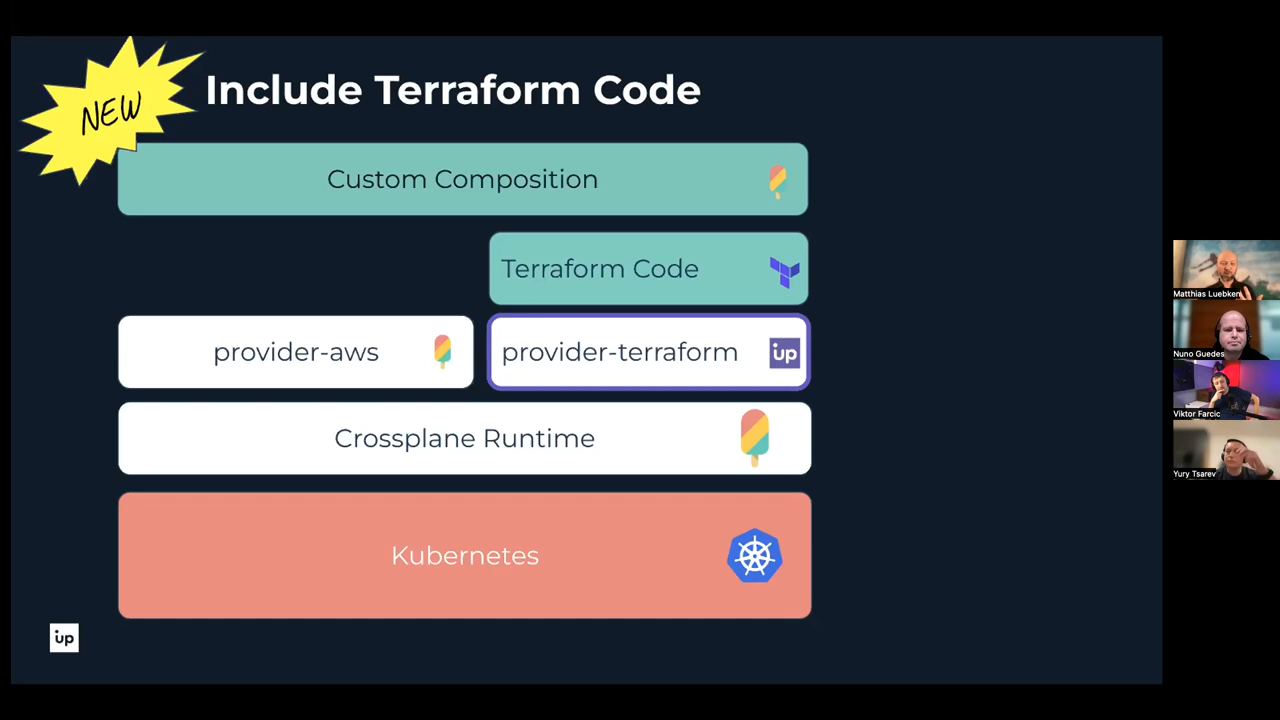 NEW
Include Terraform Code
Custom Composition
Terraform Code
provider-aws
provider-terraform
up
Crossplane Runtime
Kubernetes
up
Matthias Luebken
Nuno Guedes
Viktor Farcic
Yury Tsarev